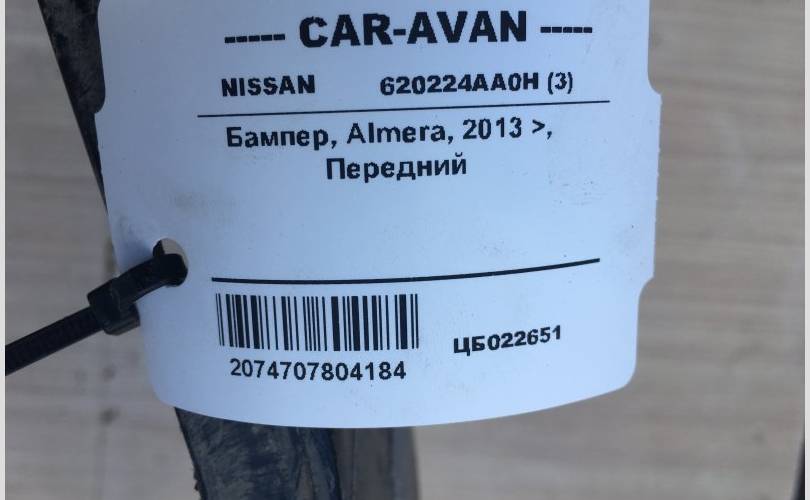 ----- CAR-AVAN -----
NISSAN 620224AA0H (3)
Бампер, Almera, 2013 >,
Передний
2074707804184
ЦБ022651